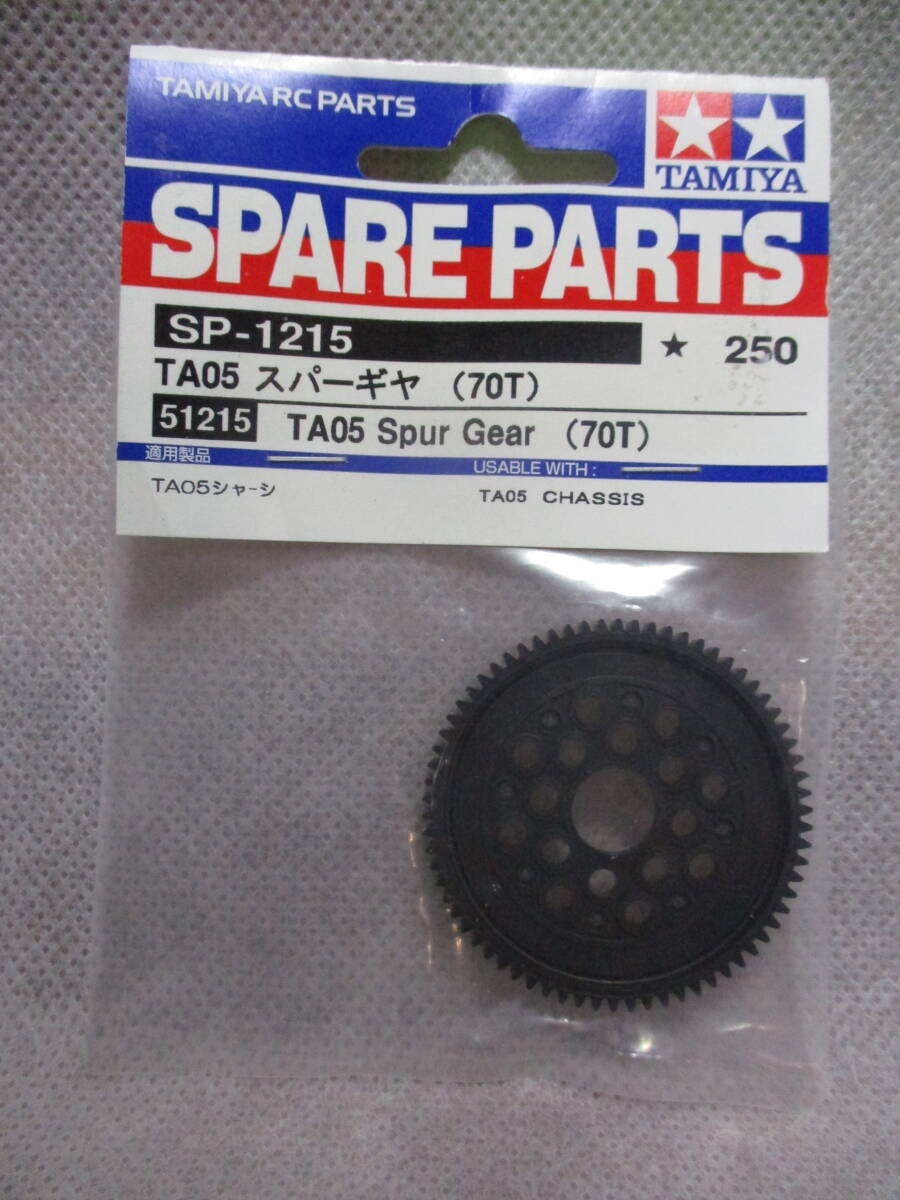 TAMIYA RC PARTS
TAMIYA
SPARE PARTS
SP-1215 ★ 250
TA05 スパーギヤ (70T)
51215 TA05 Spur Gear (70T)
適用製品 USABLE WITH :
TA05シャーシ TA05 CHASSIS